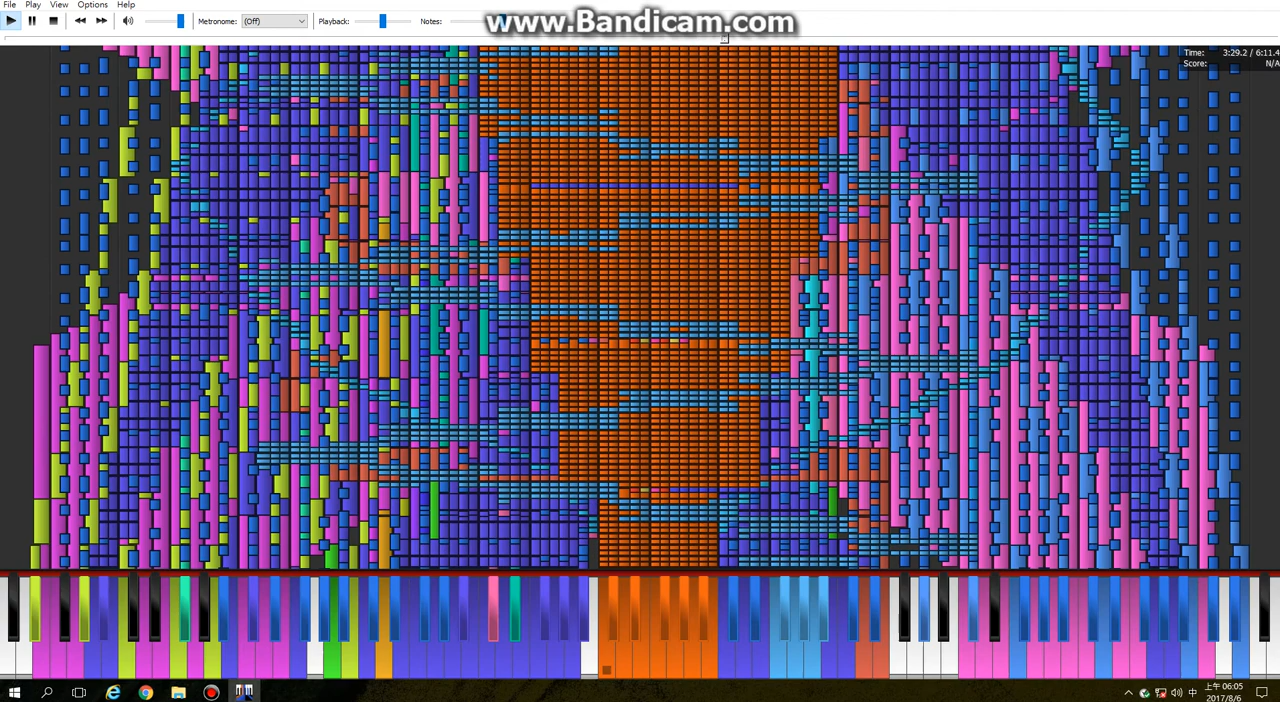 File Play View Options Help
www.Bandicam.com
Metronome: (Off) Playback: Notes:
Time: 3:29.2 / 6:11.4
Score: N/A
上午 06:05
中
2017/8/6